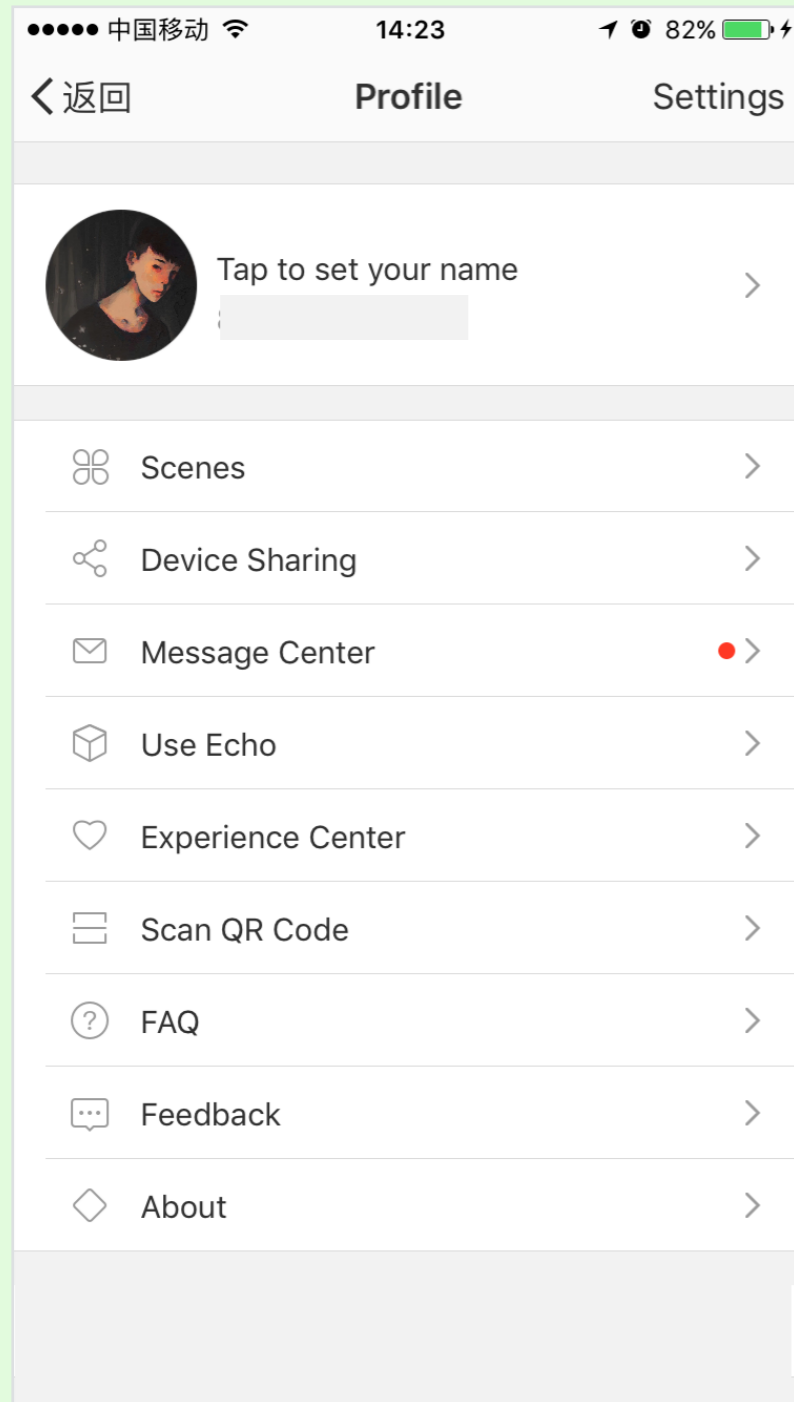 中国移动 14:23 82%
返回 Profile Settings
Tap to set your name
Scenes
Device Sharing
Message Center
Use Echo
Experience Center
Scan QR Code
FAQ
Feedback
About